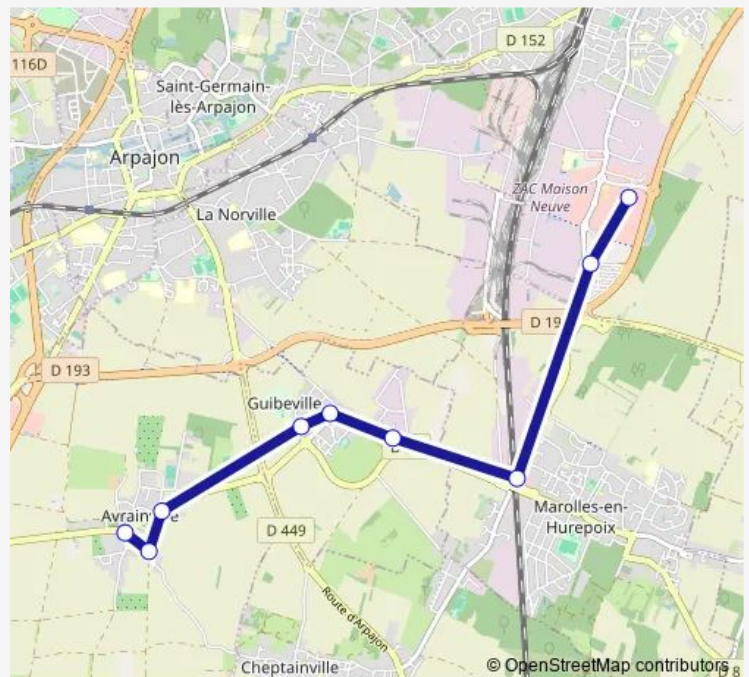 D 152
116D
Saint-Germain-
lès-Arpajon
Arpajon
ZAC Maison
Neuve
La Norville
D 19
D 193
Guibeville
Marolles-en-
Hurepoix
D 449
Route d'Arpajon
Cheptainville
© OpenStreetMap contributors
D 8